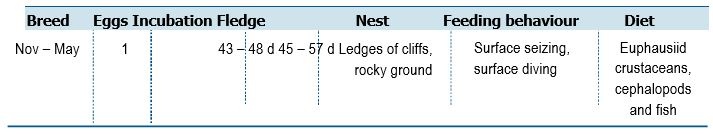 Breed Eggs Incubation Fledge Nest Feeding behaviour Diet
Nov – May 1 43 – 48 d 45 – 57 d Ledges of cliffs, Surface seizing, Euphausiid
rocky ground surface diving crustaceans,
cephalopods
and fish